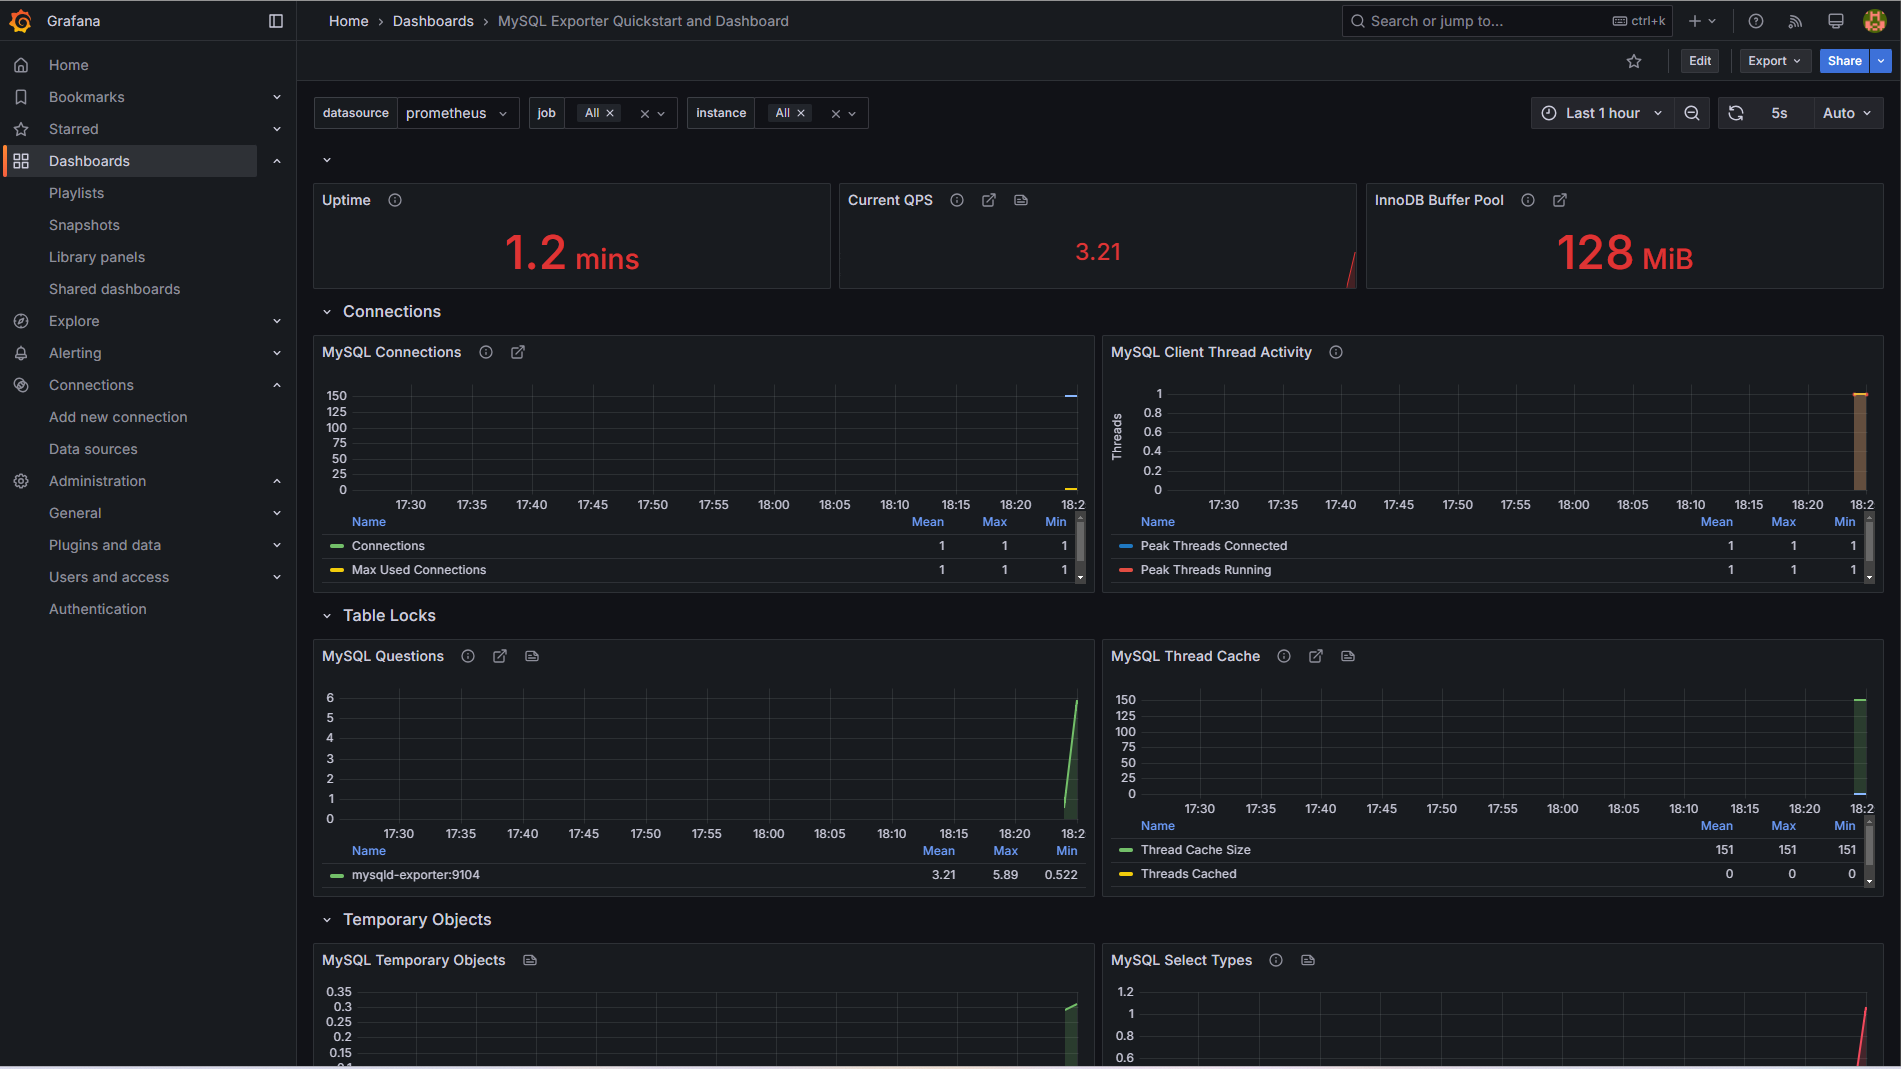 Grafana
Home
Bookmarks
Starred
Dashboards
Playlists
Snapshots
Library panels
Shared dashboards
Explore
Alerting
Connections
Add new connection
Data sources
Administration
General
Plugins and data
Users and access
Authentication
Home > Dashboards > MySQL Exporter Quickstart and Dashboard
Search or jump to... ctrl+k
Edit Export Share
datasource prometheus job All instance All
Last 1 hour 5s Auto
Uptime
1.2 mins
Current QPS
3.21
InnoDB Buffer Pool
128 MiB
Connections
MySQL Connections
150
125
100
75
50
25
0
17:30 17:35 17:40 17:45 17:50 17:55 18:00 18:05 18:10 18:15 18:20 18:2
Name Mean Max Min
Connections 1 1 1
Max Used Connections 1 1 1
MySQL Client Thread Activity
Threads
1
0.8
0.6
0.4
0.2
0
17:30 17:35 17:40 17:45 17:50 17:55 18:00 18:05 18:10 18:15 18:20 18:2
Name Mean Max Min
Peak Threads Connected 1 1 1
Peak Threads Running 1 1 1
Table Locks
MySQL Questions
6
5
4
3
2
1
0
17:30 17:35 17:40 17:45 17:50 17:55 18:00 18:05 18:10 18:15 18:20 18:2
Name Mean Max Min
mysqld-exporter:9104 3.21 5.89 0.522
MySQL Thread Cache
150
125
100
75
50
25
0
17:30 17:35 17:40 17:45 17:50 17:55 18:00 18:05 18:10 18:15 18:20 18:2
Name Mean Max Min
Thread Cache Size 151 151 151
Threads Cached 0 0 0
Temporary Objects
MySQL Temporary Objects
0.35
0.3
0.25
0.2
0.15
MySQL Select Types
1.2
1
0.8
0.6